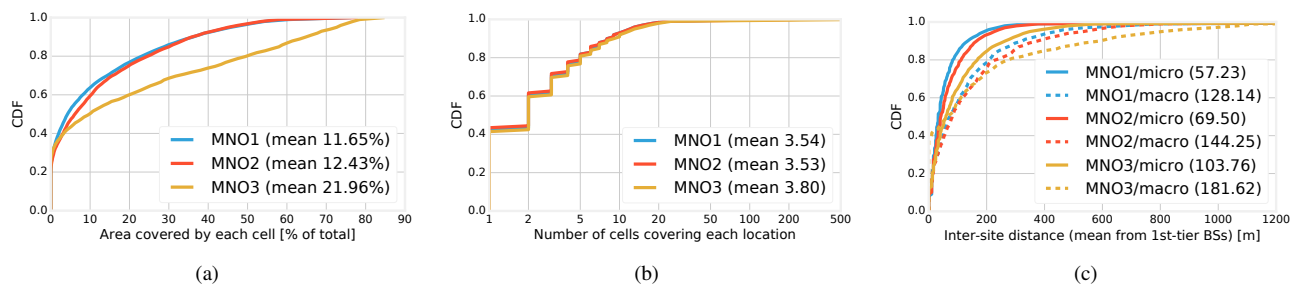 1.0
0.8
0.6
0.4
0.2
0.0
CDF
0 10 20 30 40 50 60 70 80 90
Area covered by each cell [% of total]
MNO1 (mean 11.65%)
MNO2 (mean 12.43%)
MNO3 (mean 21.96%)
(a)
1.0
0.8
0.6
0.4
0.2
0.0
CDF
1 2 5 10 20 50 100 200 500
Number of cells covering each location
MNO1 (mean 3.54)
MNO2 (mean 3.53)
MNO3 (mean 3.80)
(b)
1.0
0.8
0.6
0.4
0.2
0.0
CDF
0 200 400 600 800 1000 1200
Inter-site distance (mean from 1st-tier BSs) [m]
MNO1/micro (57.23)
MNO1/macro (128.14)
MNO2/micro (69.50)
MNO2/macro (144.25)
MNO3/micro (103.76)
MNO3/macro (181.62)
(c)